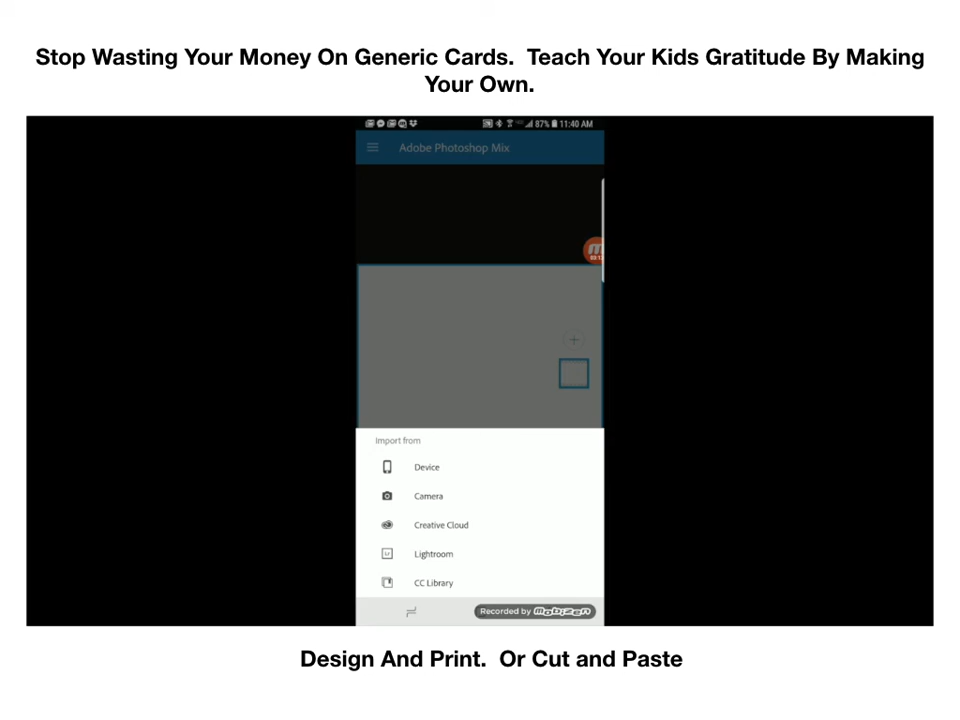 Stop Wasting Your Money On Generic Cards.  Teach Your Kids Gratitude By Making
Your Own.
87% 11:40 AM
Adobe Photoshop Mix
Import from
Device
Camera
Creative Cloud
Lightroom
CC Library
Recorded by mobizen
Design And Print.  Or Cut and Paste